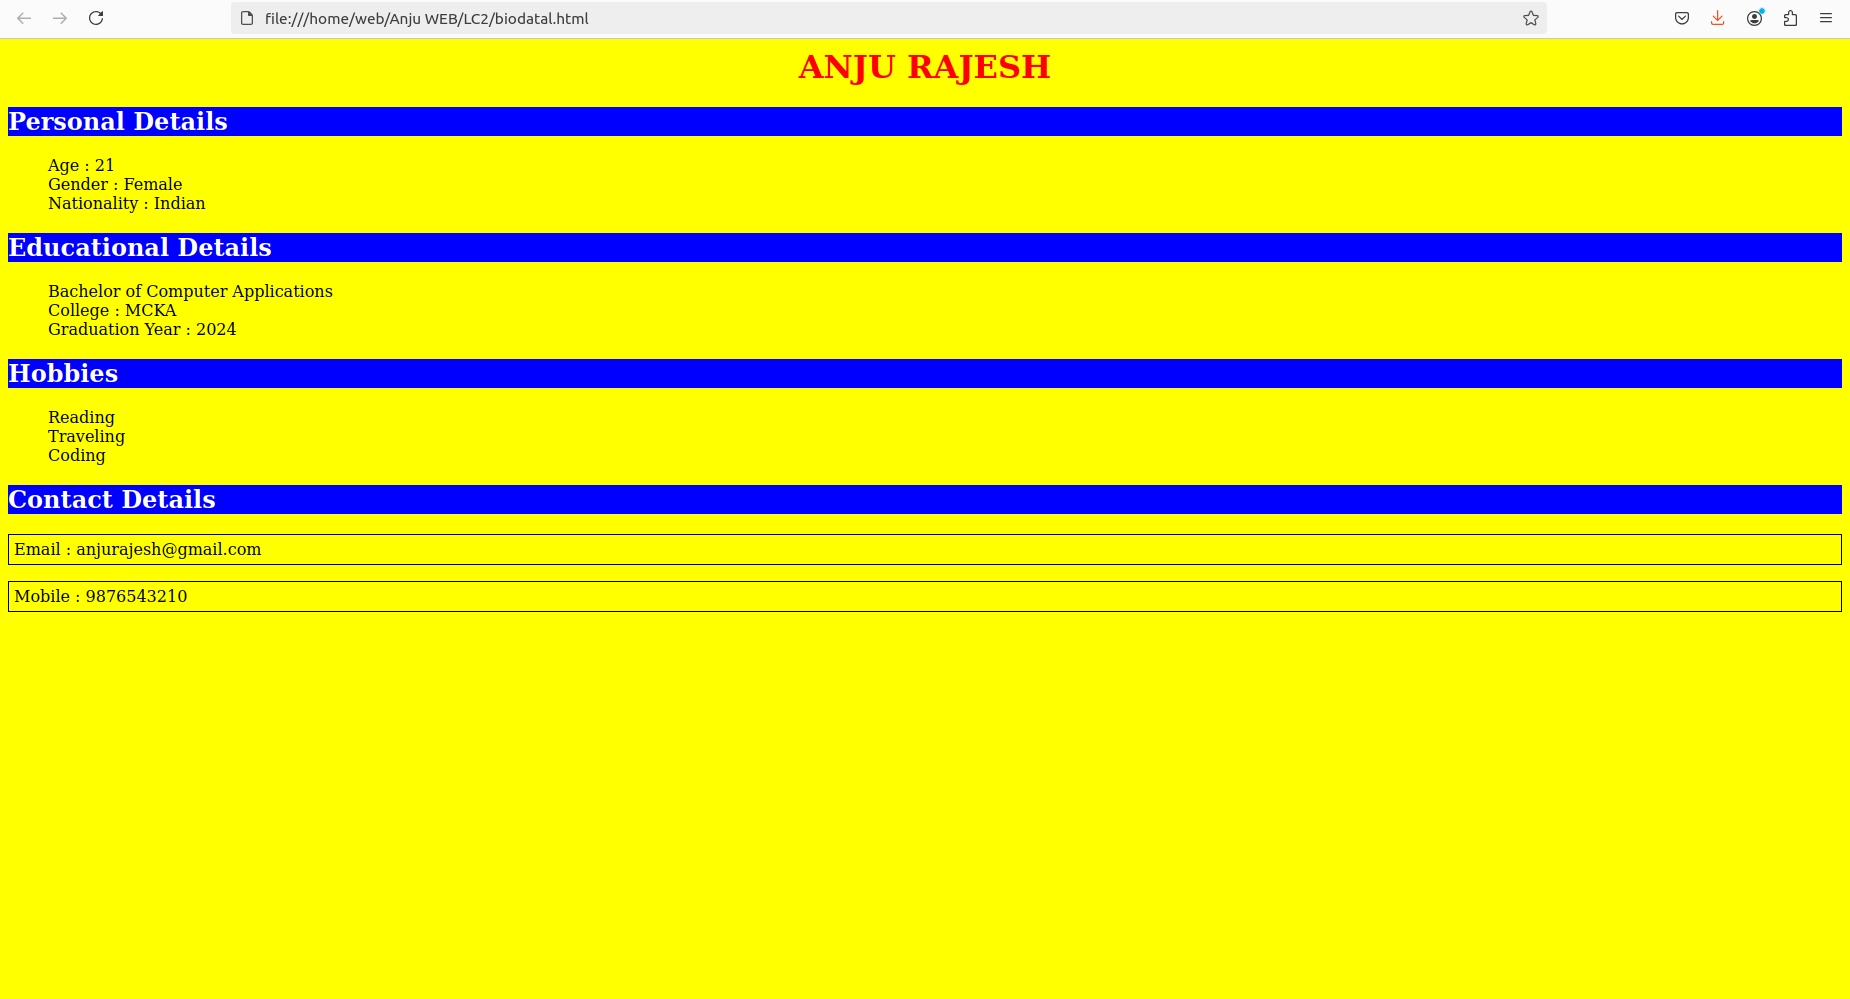 file:///home/web/Anju WEB/LC2/biodatal.html
ANJU RAJESH
Personal Details
Age : 21
Gender : Female
Nationality : Indian
Educational Details
Bachelor of Computer Applications
College : MCKA
Graduation Year : 2024
Hobbies
Reading
Traveling
Coding
Contact Details
Email : anjurajesh@gmail.com
Mobile : 9876543210